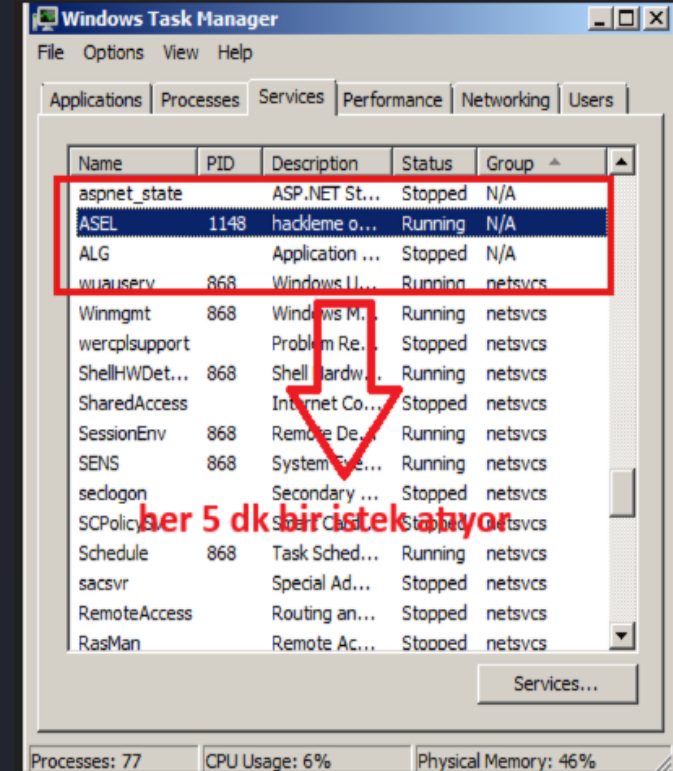 Windows Task Manager
File Options View Help
Applications Processes Services Performance Networking Users
Name PID Description Status Group
aspnet_state ASP.NET St... Stopped N/A
ASEL 1148 hackleme o... Running N/A
ALG Application ... Stopped N/A
wuauserv 868 Windows U... Running netsvcs
Winmgmt 868 Windows M... Running netsvcs
wercplsupport Problem Re... Stopped netsvcs
ShellHWDet... 868 Shell Hardw... Running netsvcs
SharedAccess Internet Co... Stopped netsvcs
SessionEnv 868 Remote De... Running netsvcs
SENS 868 System Eve... Running netsvcs
seclogon Secondary ... Stopped netsvcs
her 5 dk bir istek atıyor
SCPolicySv... Smart Card... Stopped netsvcs
Schedule 868 Task Sched... Running netsvcs
sacsvr Special Ad... Stopped netsvcs
RemoteAccess Routing an... Stopped netsvcs
RasMan Remote Ac... Stopped netsvcs
Services...
Processes: 77 CPU Usage: 6% Physical Memory: 46%